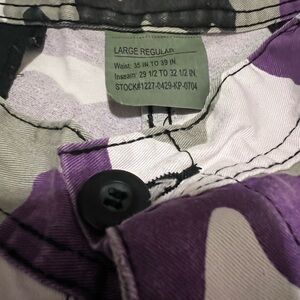 LARGE REGULAR
Waist: 35 IN TO 39 IN
Inseam: 29 1/2 TO 32 1/2 IN.
STOCK#1227-0429-KP-0704